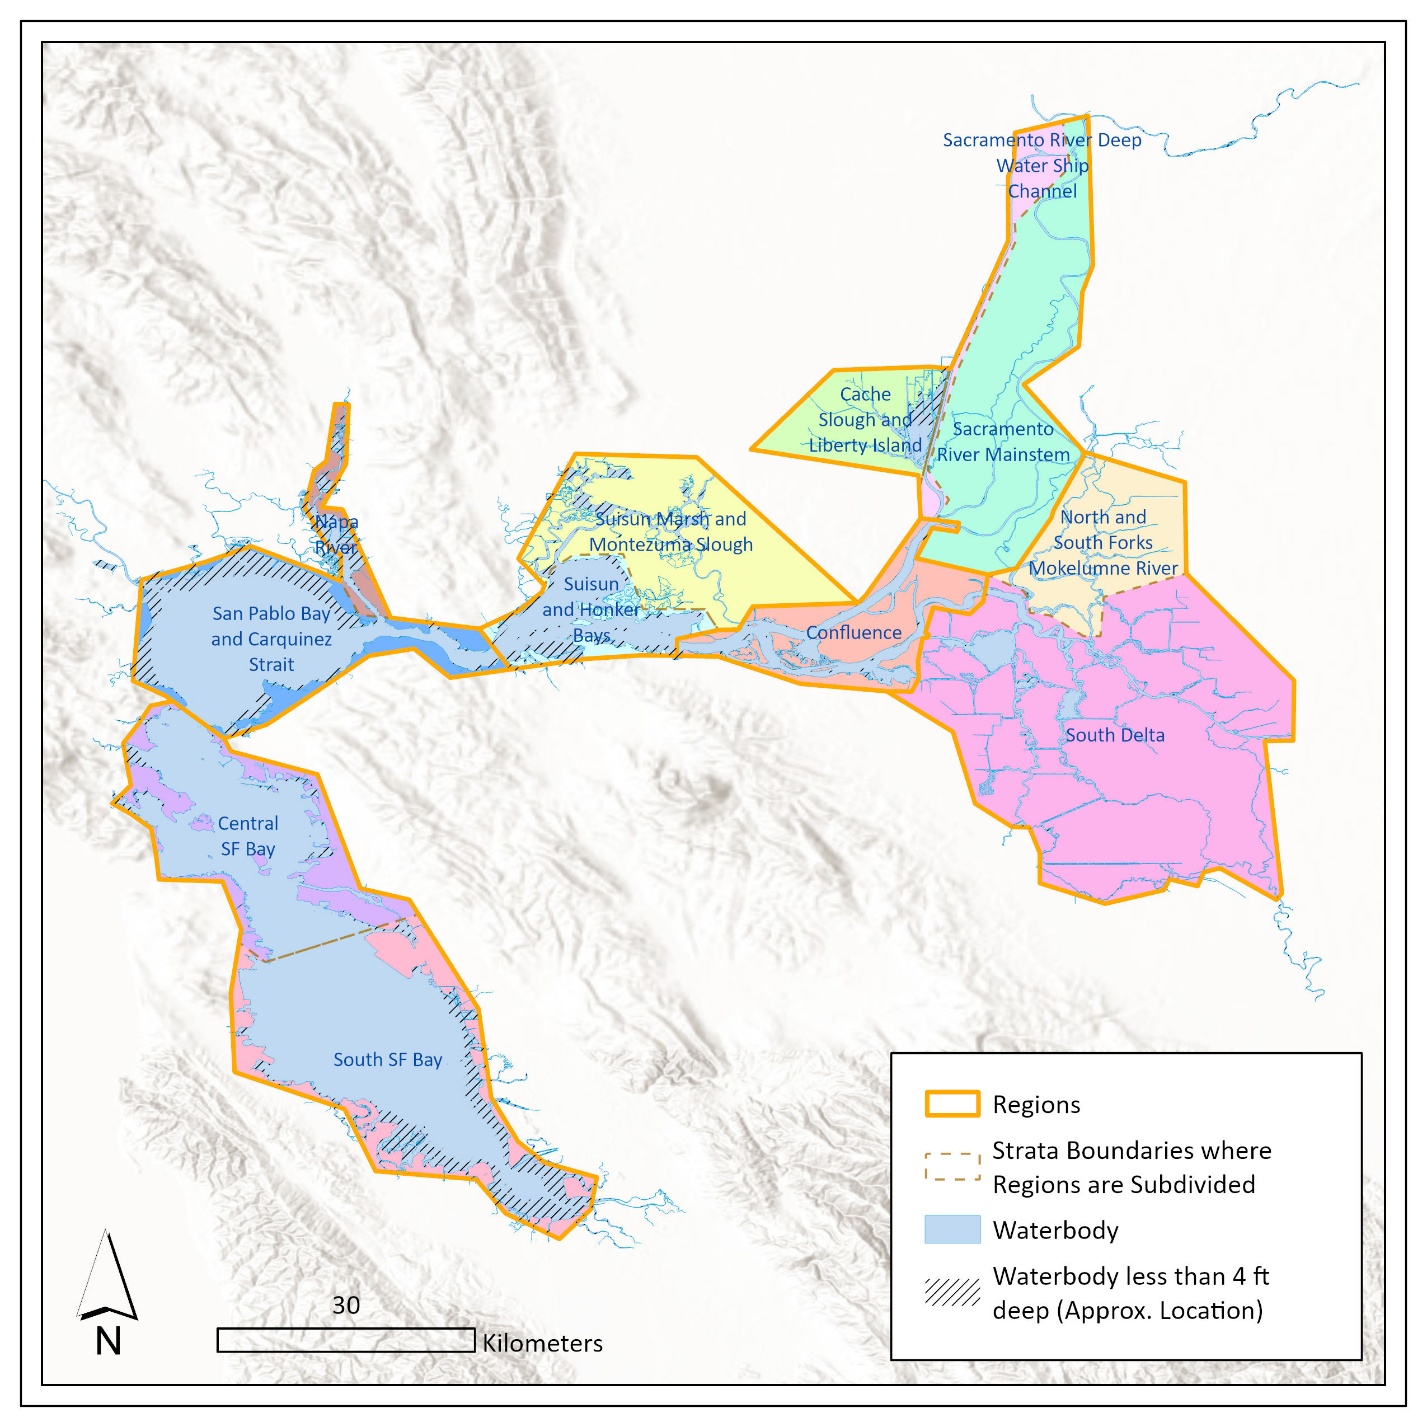 Sacramento River Deep
Water Ship
Channel
Cache
Slough and
Liberty Island
Sacramento
River Mainstem
Napa
River
Suisun Marsh and
Montezuma Slough
North and
South Forks
Mokelumne River
Suisun
and Honker
Bays
San Pablo Bay
and Carquinez
Strait
Confluence
South Delta
Central
SF Bay
South SF Bay
Regions
Strata Boundaries where
Regions are Subdivided
Waterbody
Waterbody less than 4 ft
deep (Approx. Location)
N
30
Kilometers